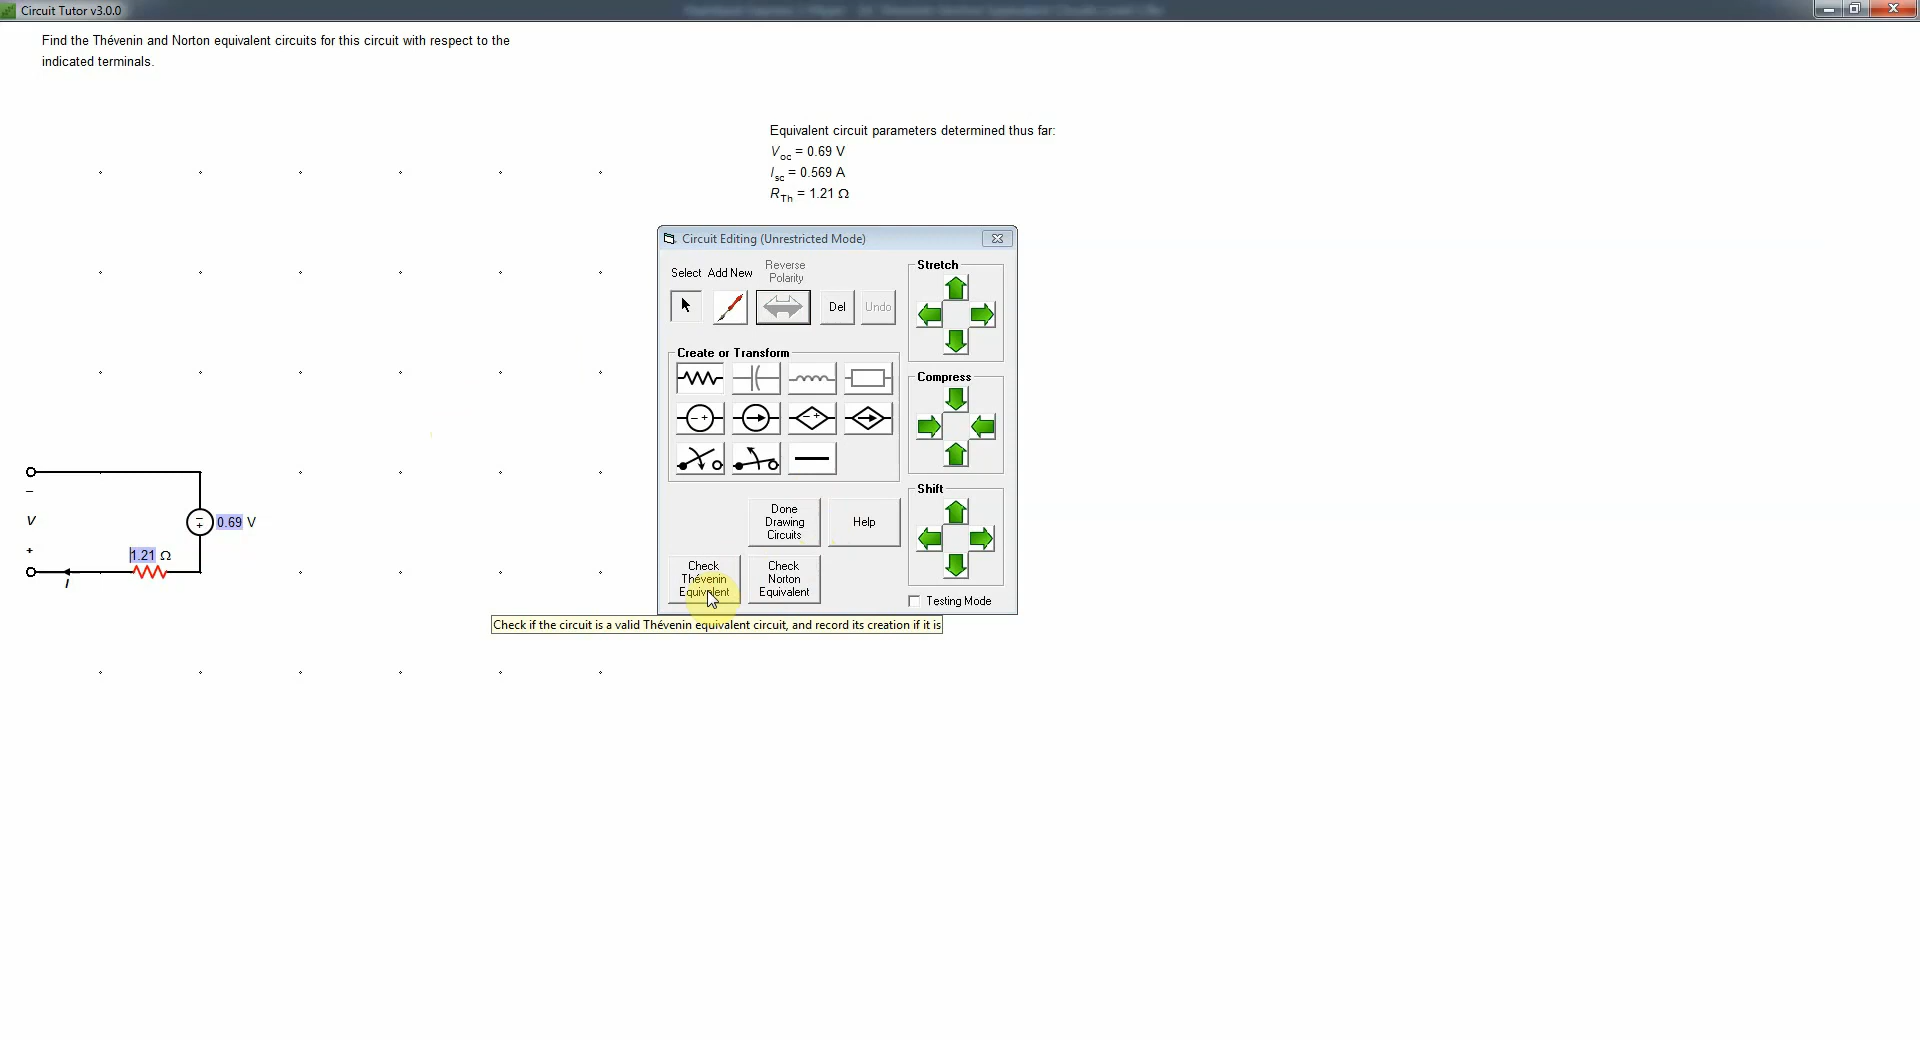 Circuit Tutor v3.0.0
Find the Thévenin and Norton equivalent circuits for this circuit with respect to the
indicated terminals.
Equivalent circuit parameters determined thus far:
Voc = 0.69 V
Isc = 0.569 A
RTh = 1.21 Ω
Circuit Editing (Unrestricted Mode)
Select Add New Reverse
Polarity
Del Undo
Create or Transform
Stretch
Compress
Shift
Done
Drawing
Circuits
Help
Check
Thévenin
Equivalent
Check
Norton
Equivalent
Testing Mode
Check if the circuit is a valid Thévenin equivalent circuit, and record its creation if it is
–
V
+
I
1.21 Ω
0.69 V